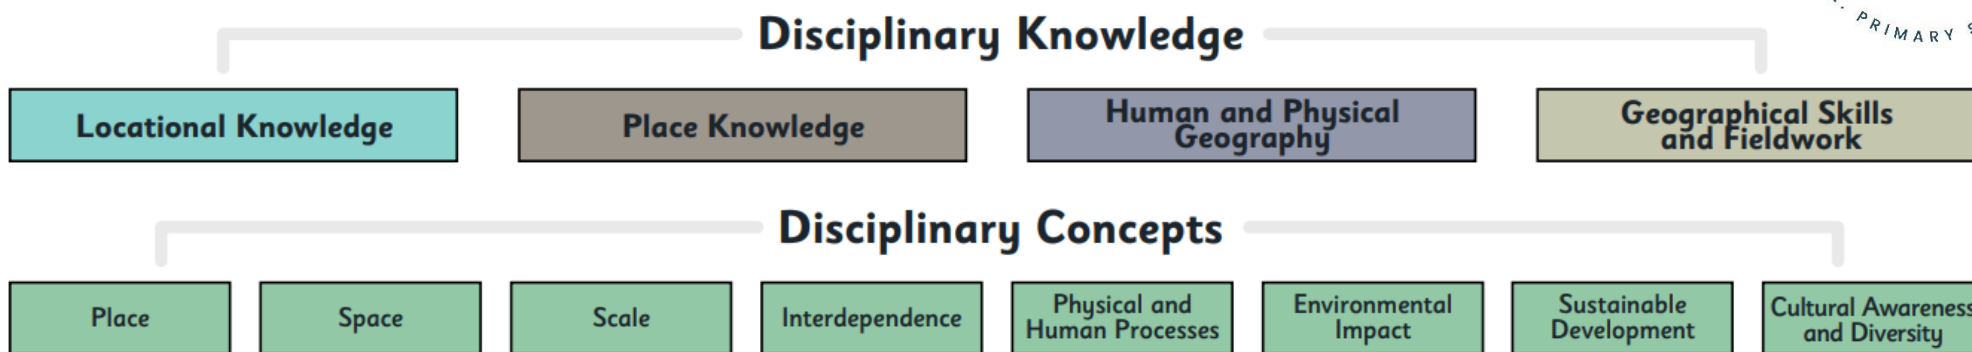 Disciplinary Knowledge
PRIMARY
Locational Knowledge
Place Knowledge
Human and Physical
Geography
Geographical Skills
and Fieldwork
Disciplinary Concepts
Place
Space
Scale
Interdependence
Physical and
Human Processes
Environmental
Impact
Sustainable
Development
Cultural Awareness
and Diversity